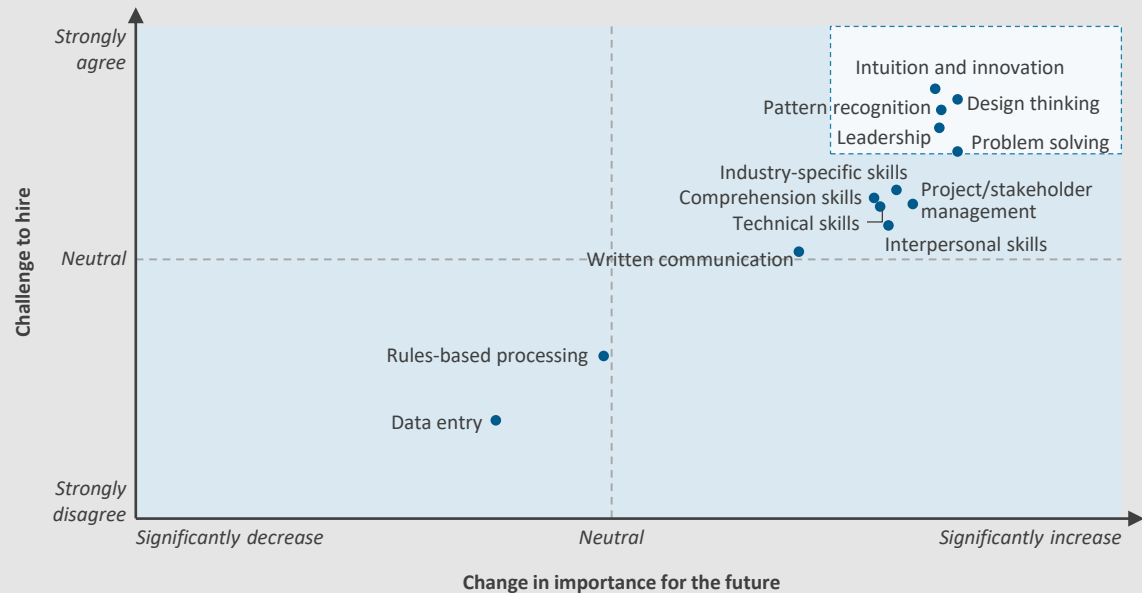 Strongly
agree
Intuition and innovation
Design thinking
Pattern recognition
Leadership
Problem solving
Industry-specific skills
Comprehension skills
Project/stakeholder
management
Technical skills
Interpersonal skills
Neutral
Written communication
Challenge to hire
Rules-based processing
Data entry
Strongly
disagree
Significantly decrease
Neutral
Significantly increase
Change in importance for the future